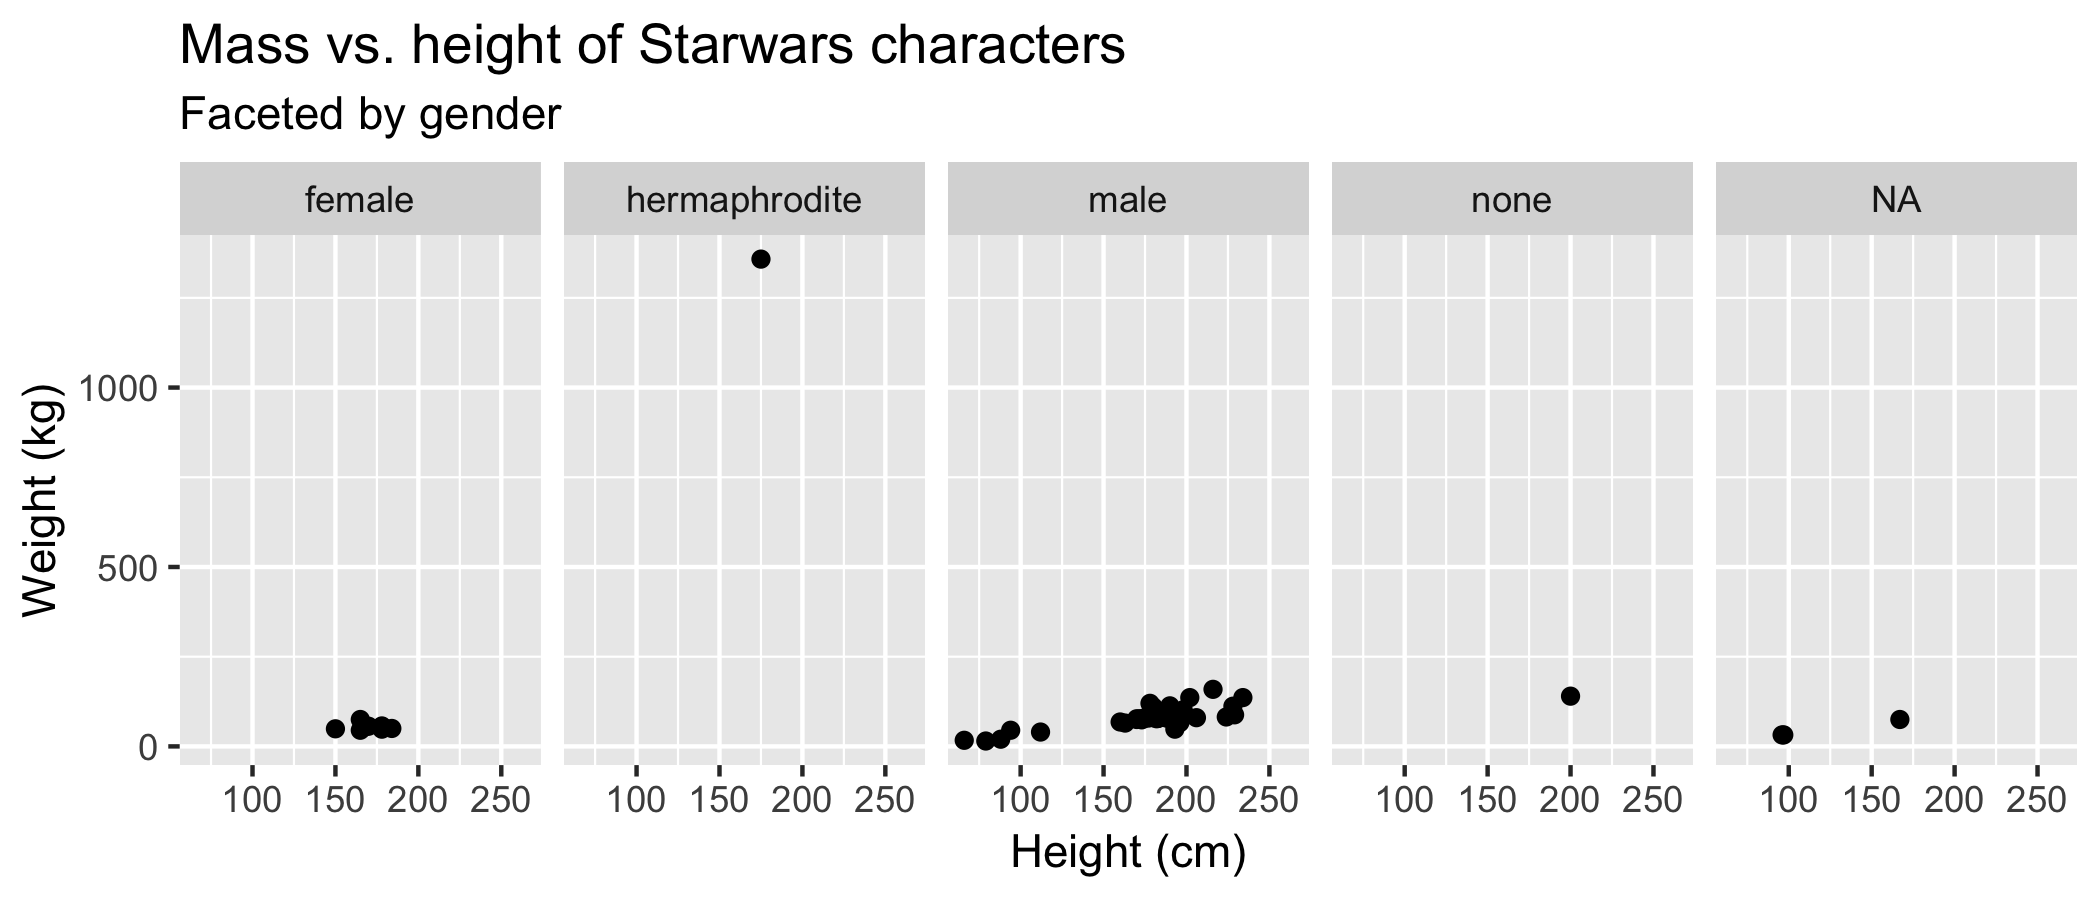 Mass vs. height of Starwars characters
Faceted by gender
female hermaphrodite male none NA
1000
500
0
Weight (kg)
100 150 200 250 100 150 200 250 100 150 200 250 100 150 200 250 100 150 200 250
Height (cm)